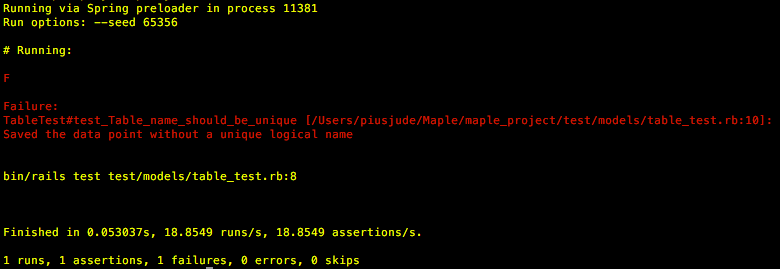 Running via Spring preloader in process 11381
Run options: --seed 65356
# Running:
F
Failure:
TableTest#test_Table_name_should_be_unique [/Users/piusjude/Maple/maple_project/test/models/table_test.rb:10]:
Saved the data point without a unique logical name
bin/rails test test/models/table_test.rb:8
Finished in 0.053037s, 18.8549 runs/s, 18.8549 assertions/s.
1 runs, 1 assertions, 1 failures, 0 errors, 0 skips